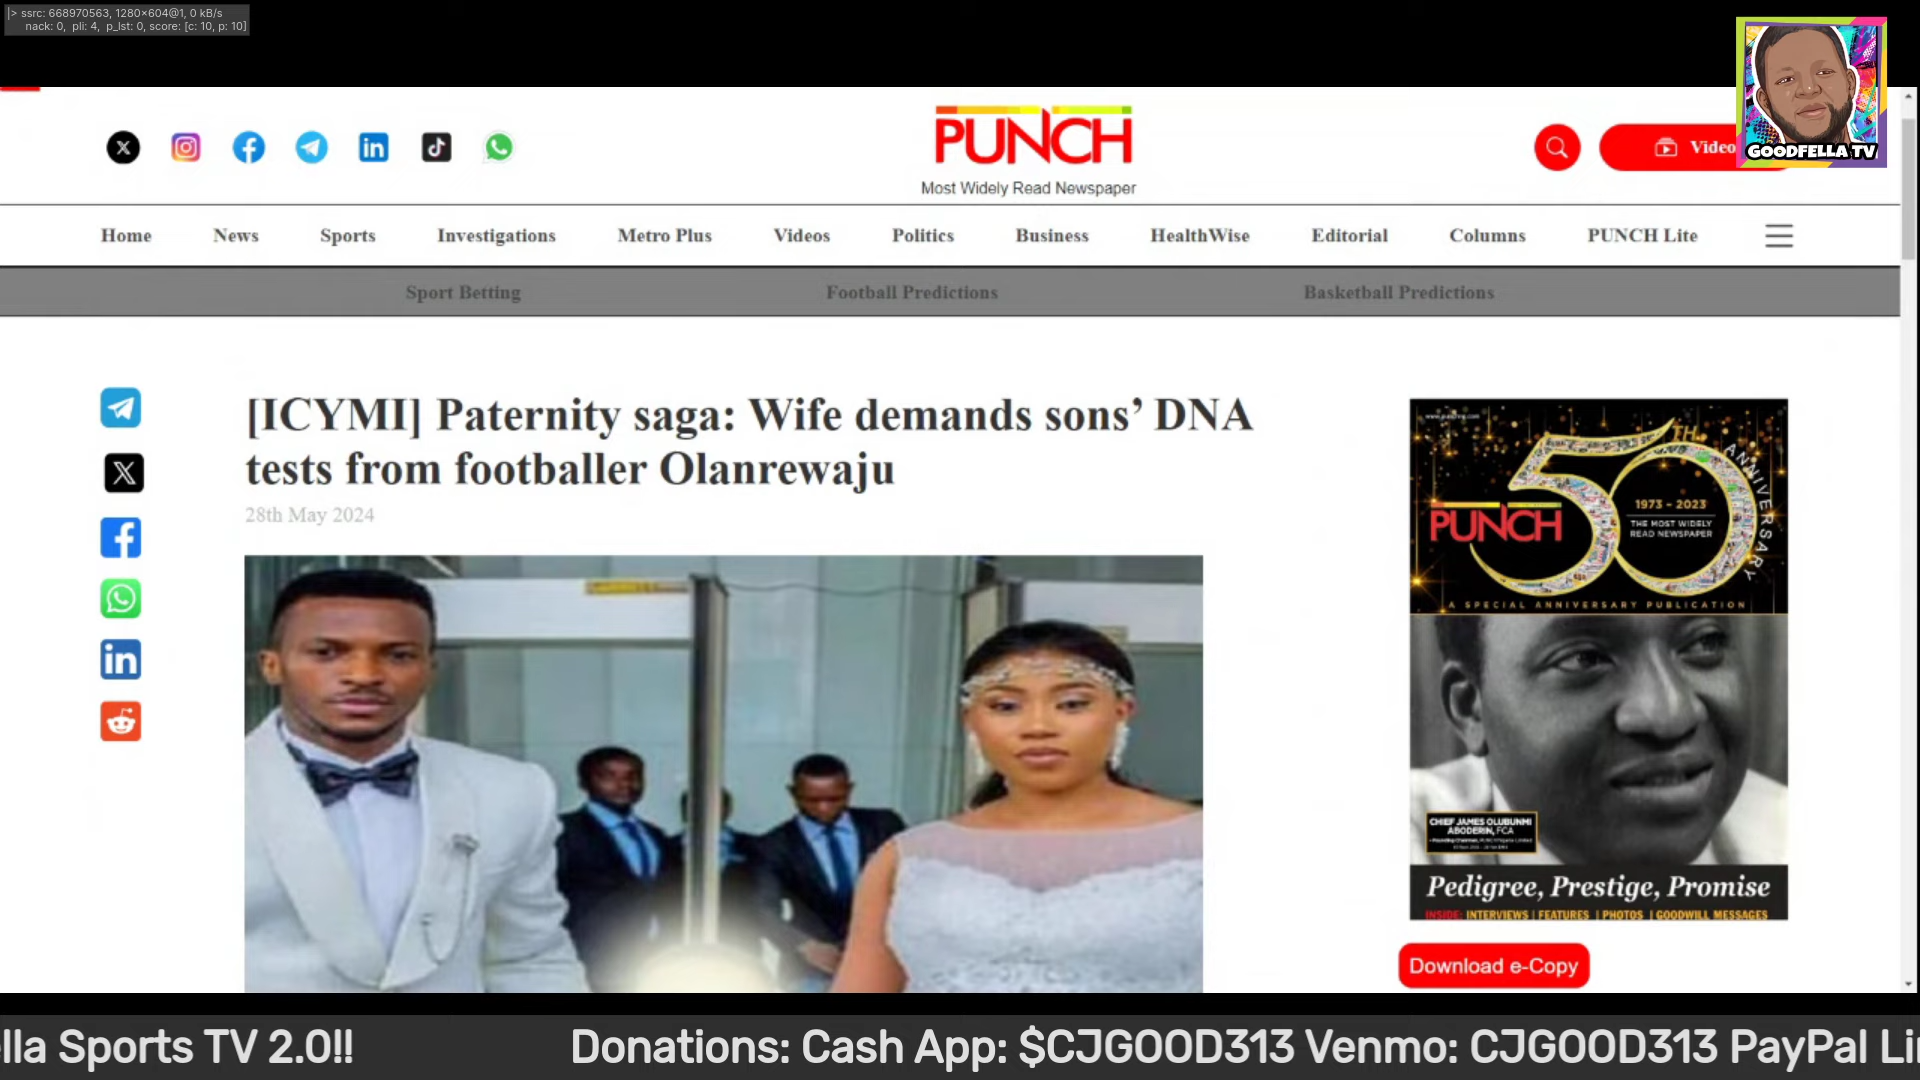 |> ssrc: 668970563, 1280×604@1, 0 kB/s
nack: 0, pli: 4, p_lst: 0, score: [c: 10, p: 10]
GOODFELLA TV
PUNCH
Most Widely Read Newspaper
Video
Home News Sports Investigations Metro Plus Videos Politics Business HealthWise Editorial Columns PUNCH Lite
Sport Betting Football Predictions Basketball Predictions
[ICYMI] Paternity saga: Wife demands sons’ DNA
tests from footballer Olanrewaju
28th May 2024
50TH ANNIVERSARY
PUNCH
1973 - 2023
THE MOST WIDELY
READ NEWSPAPER
A SPECIAL ANNIVERSARY PUBLICATION
CHIEF JAMES OLUBUNMI
ABODERIN, FCA
Pedigree, Prestige, Promise
INSIDE: INTERVIEWS | FEATURES | PHOTOS | GOODWILL MESSAGES
Download e-Copy
lla Sports TV 2.0!! Donations: Cash App: $CJGOOD313 Venmo: CJGOOD313 PayPal Li